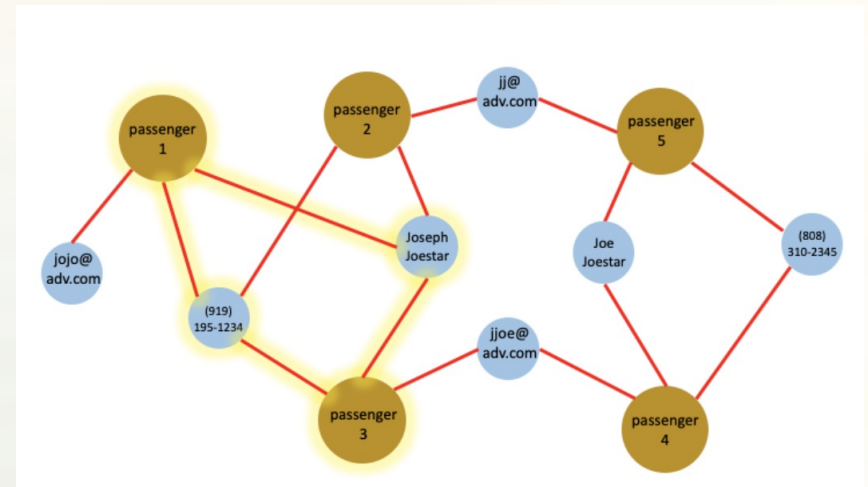 passenger
1
passenger
2
jj@
adv.com
passenger
5
jojo@
adv.com
Joseph
Joestar
Joe
Joestar
(808)
310-2345
(919)
195-1234
jjoe@
adv.com
passenger
3
passenger
4